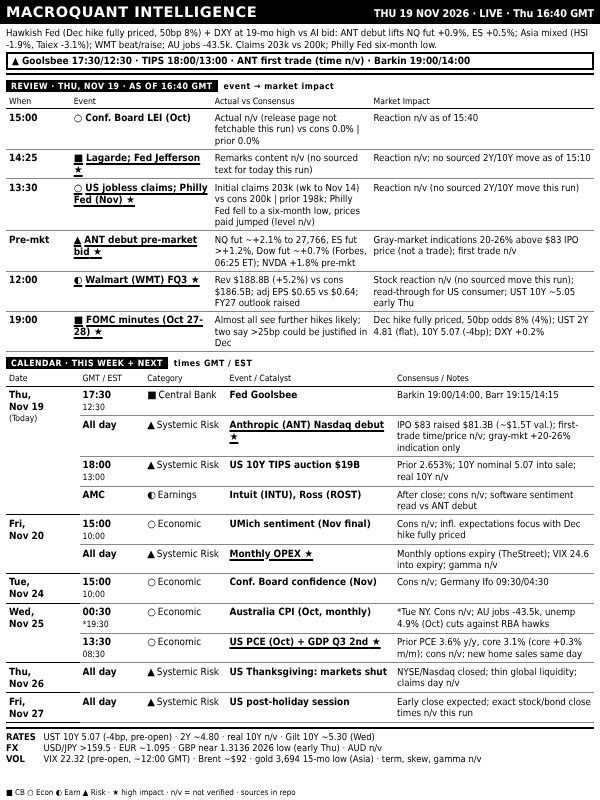 MACROQUANT INTELLIGENCE
THU 19 NOV 2026 · LIVE · Thu 16:40 GMT
Hawkish Fed (Dec hike fully priced, 50bp 8%) + DXY at 19-mo high vs AI bid: ANT debut lifts NQ fut +0.9%, ES +0.5%; Asia mixed (HSI
-1.9%, Taiex -3.1%); WMT beat/raise; AU jobs -43.5k. Claims 203k vs 200k; Philly Fed six-month low.
▲ Goolsbee 17:30/12:30 · TIPS 18:00/13:00 · ANT first trade (time n/v) · Barkin 19:00/14:00
REVIEW · THU, NOV 19 · AS OF 16:40 GMT event → market impact
When Event Actual vs Consensus Market Impact
15:00 ○ Conf. Board LEI (Oct) Actual n/v (release page not Reaction n/v as of 15:40
fetchable this run) vs cons 0.0% |
prior 0.0%
14:25 ■ Lagarde; Fed Jefferson Remarks content n/v (no sourced Reaction n/v; no sourced 2Y/10Y move as of 15:10
★ text for today this run)
13:30 ○ US jobless claims; Philly Initial claims 203k (wk to Nov 14) Reaction n/v (no sourced 2Y/10Y move this run)
Fed (Nov) ★ vs cons 200k | prior 198k; Philly
Fed fell to a six-month low, prices
paid jumped (level n/v)
Pre-mkt ▲ ANT debut pre-market NQ fut ~+2.1% to 27,766, ES fut Gray-market indications 20-26% above $83 IPO
bid ★ >+1.2%, Dow fut ~+0.7% (Forbes, price (not a trade); first trade n/v
06:25 ET); NVDA +1.8% pre-mkt
12:00 ◐ Walmart (WMT) FQ3 ★ Rev $188.8B (+5.2%) vs cons Stock reaction n/v (no sourced move this run);
$186.5B; adj EPS $0.65 vs $0.64; read-through for US consumer; UST 10Y ~5.05
FY27 outlook raised early Thu
19:00 ■ FOMC minutes (Oct 27- Almost all see further hikes likely; Dec hike fully priced, 50bp odds 8% (4%); UST 2Y
28) ★ two say >25bp could be justified in 4.81 (flat), 10Y 5.07 (-4bp); DXY +0.2%
Dec
CALENDAR · THIS WEEK + NEXT times GMT / EST
Date GMT / EST Category Event / Catalyst Consensus / Notes
Thu, 17:30 ■ Central Bank Fed Goolsbee Barkin 19:00/14:00, Barr 19:15/14:15
Nov 19 12:30
(Today)
All day ▲ Systemic Risk Anthropic (ANT) Nasdaq debut IPO $83 raised $81.3B (~$1.5T val.); first-
★ trade time/price n/v; gray-mkt +20-26%
indication only
18:00 ▲ Systemic Risk US 10Y TIPS auction $19B Prior 2.653%; 10Y nominal 5.07 into sale;
13:00 real 10Y n/v
AMC ◐ Earnings Intuit (INTU), Ross (ROST) After close; cons n/v; software sentiment
read vs ANT debut
Fri, 15:00 ○ Economic UMich sentiment (Nov final) Cons n/v; infl. expectations focus with Dec
Nov 20 10:00 hike fully priced
All day ▲ Systemic Risk Monthly OPEX ★ Monthly options expiry (TheStreet); VIX 24.6
into expiry; gamma n/v
Tue, 15:00 ○ Economic Conf. Board confidence (Nov) Cons n/v; Germany Ifo 09:30/04:30
Nov 24 10:00
Wed, 00:30 ○ Economic Australia CPI (Oct, monthly) *Tue NY. Cons n/v; AU jobs -43.5k, unemp
Nov 25 *19:30 4.9% (Oct) cuts against RBA hawks
13:30 ○ Economic US PCE (Oct) + GDP Q3 2nd ★ Prior PCE 3.6% y/y, core 3.1% (core +0.3%
08:30 m/m); cons n/v; new home sales same day
Thu, All day ▲ Systemic Risk US Thanksgiving: markets shut NYSE/Nasdaq closed; thin global liquidity;
Nov 26 claims day n/v
Fri, All day ▲ Systemic Risk US post-holiday session Early close expected; exact stock/bond close
Nov 27 times n/v this run
RATES UST 10Y 5.07 (-4bp, pre-open) · 2Y ~4.80 · real 10Y n/v · Gilt 10Y ~5.30 (Wed)
FX USD/JPY >159.5 · EUR ~1.095 · GBP near 1.3136 2026 low (early Thu) · AUD n/v
VOL VIX 22.32 (pre-open, ~12:00 GMT) · Brent ~$92 · gold 3,694 15-mo low (Asia) · term, skew, gamma n/v
■ CB ○ Econ ◐ Earn ▲ Risk · ★ high impact · n/v = not verified · sources in repo